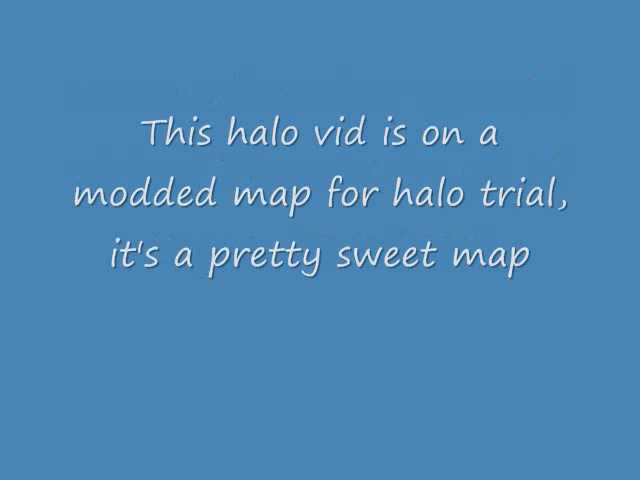 This halo vid is on a
modded map for halo trial,
it's a pretty sweet map